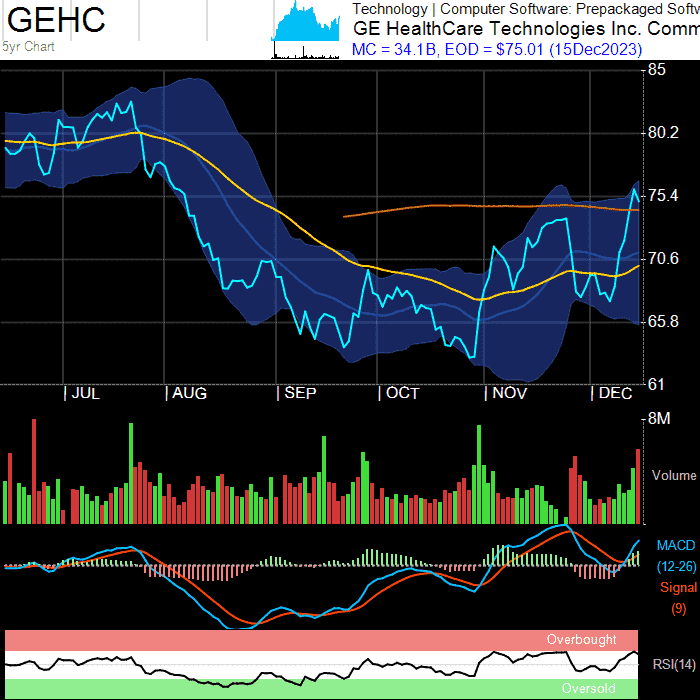 GEHC
5yr Chart
Technology | Computer Software: Prepackaged Softw
GE HealthCare Technologies Inc. Comm
MC = 34.1B, EOD = $75.01 (15Dec2023)
85
80.2
75.4
70.6
65.8
61
| JUL | AUG | SEP | OCT | NOV | DEC
8M
Volume
MACD
(12-26)
Signal
(9)
Overbought
RSI(14)
Oversold